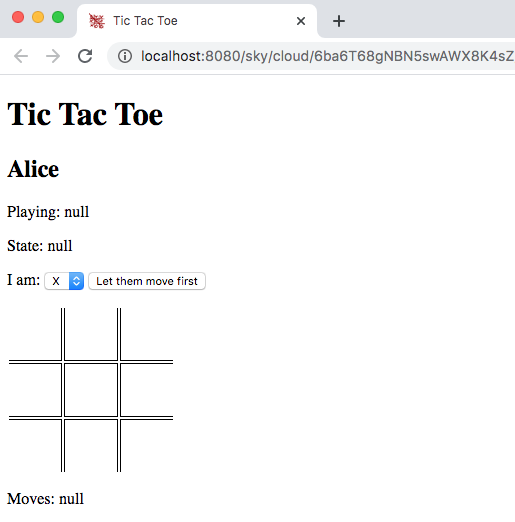 Tic Tac Toe
localhost:8080/sky/cloud/6ba6T68gNBN5swAWX8K4sZ
Tic Tac Toe
Alice
Playing: null
State: null
I am: X Let them move first
Moves: null